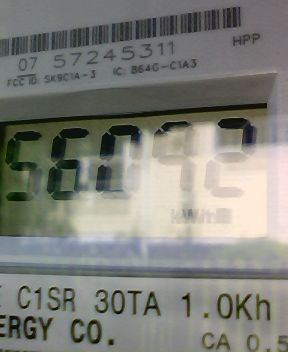 HPP
07 57245311
FCC ID: SK9C1A-3 IC: 864G-C1A3
56092
kWh
C1SR 30TA 1.0Kh
ERGY CO.
CA 0.5